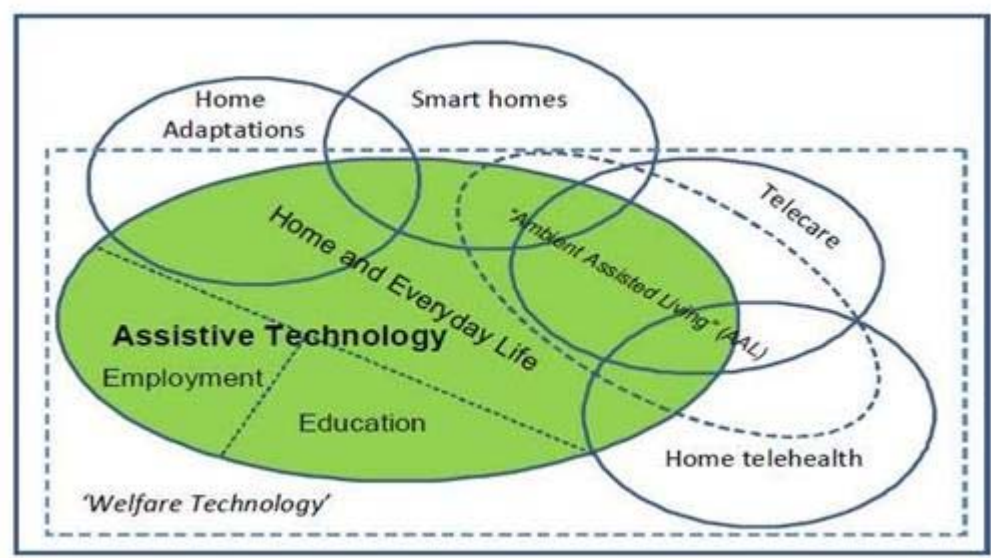 Home
Adaptations
Smart homes
Telecare
"Ambient Assisted Living" (AAL)
Home and Everyday Life
Assistive Technology
Employment
Education
Home telehealth
'Welfare Technology'